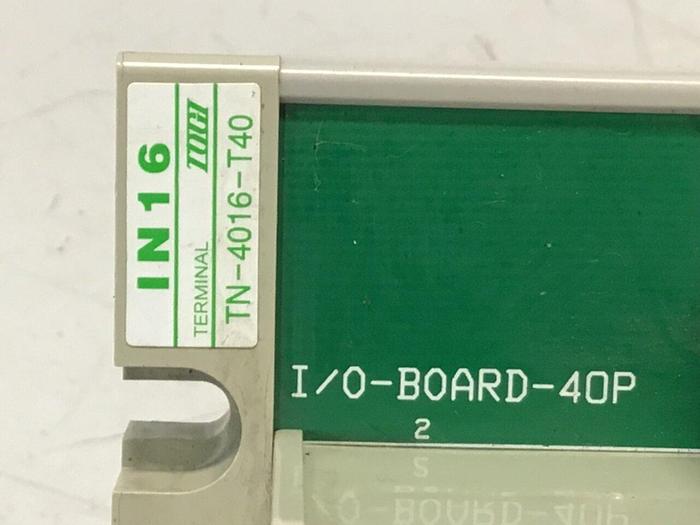 IN16
TERMINAL TOGI
TN-4016-T40
I/O-BOARD-40P
2